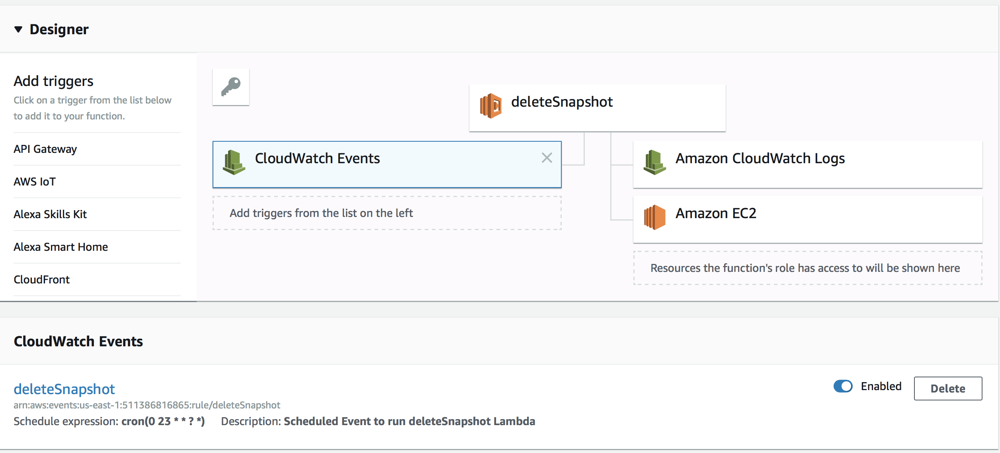 Designer
Add triggers
Click on a trigger from the list below
to add it to your function.
API Gateway
AWS IoT
Alexa Skills Kit
Alexa Smart Home
CloudFront
deleteSnapshot
CloudWatch Events
Add triggers from the list on the left
Amazon CloudWatch Logs
Amazon EC2
Resources the function's role has access to will be shown here
CloudWatch Events
deleteSnapshot
arn:aws:events:us-east-1:511386816865:rule/deleteSnapshot
Schedule expression: cron(0 23 * * ? *) Description: Scheduled Event to run deleteSnapshot Lambda
Enabled
Delete